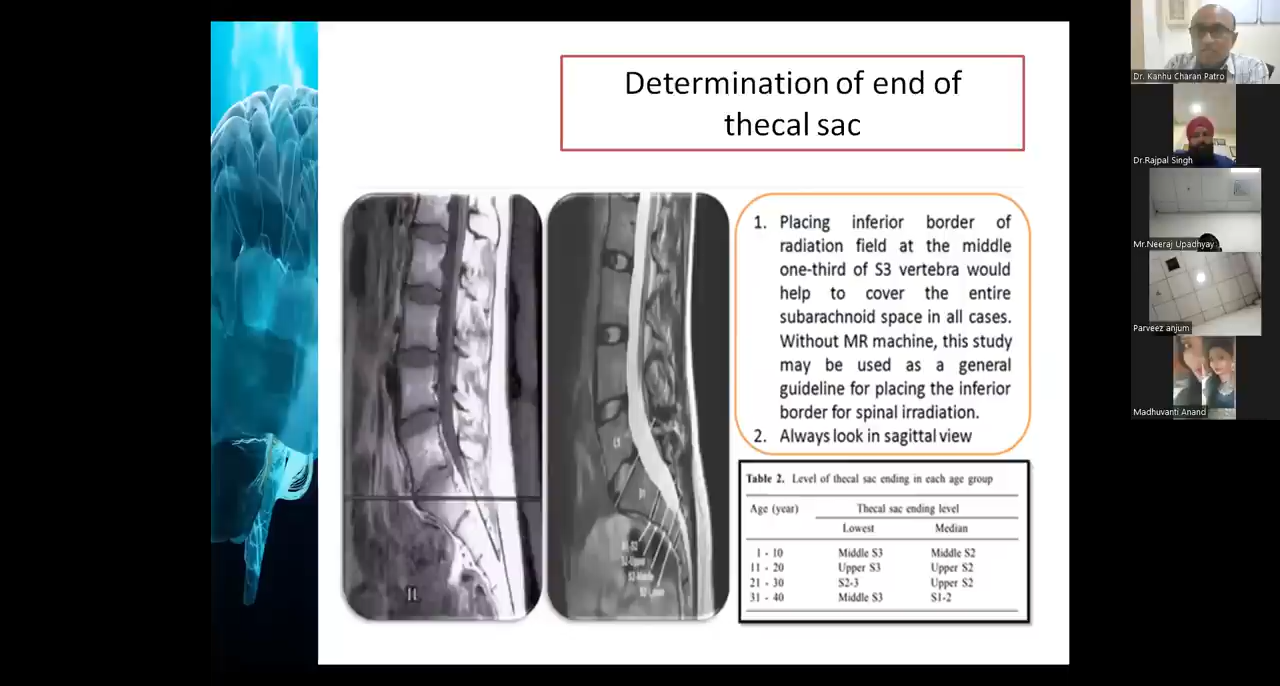 Determination of end of
thecal sac
1. Placing inferior border of
radiation field at the middle
one-third of S3 vertebra would
help to cover the entire
subarachnoid space in all cases.
Without MR machine, this study
may be used as a general
guideline for placing the inferior
border for spinal irradiation.
2. Always look in sagittal view
Table 2. Level of thecal sac ending in each age group
Age (year) Thecal sac ending level
Lowest Median
1 - 10 Middle S3 Middle S2
11 - 20 Upper S3 Upper S2
21 - 30 S2-3 Upper S2
31 - 40 Middle S3 S1-2
Dr. Kanhu Charan Patro
Dr.Rajpal Singh
Mr.Neeraj Upadhyay
Parveez anjum
Madhuvanti Anand